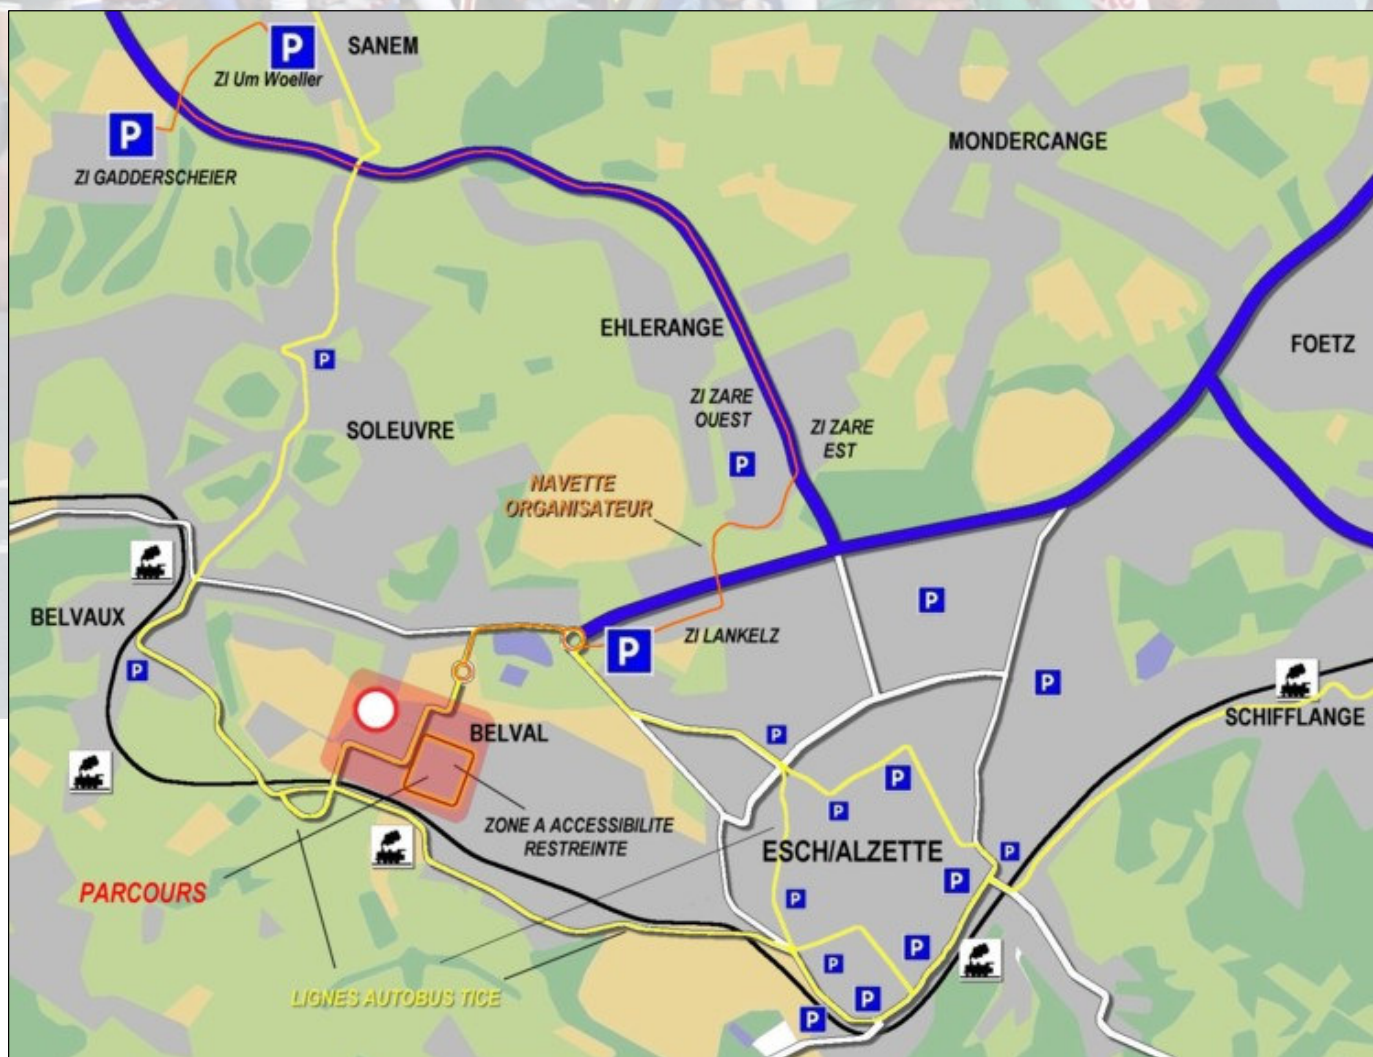 P
SANEM
ZI Um Woeller
P
ZI GADDERSCHEIER
MONDERCANGE
EHLERANGE
FOETZ
P
SOLEUVRE
ZI ZARE
OUEST
ZI ZARE
EST
P
NAVETTE
ORGANISATEUR
BELVAUX
P
P
ZI LANKELZ
P
P
SCHIFFLANGE
BELVAL
P
P
P
ZONE A ACCESSIBILITE
RESTREINTE
ESCH/ALZETTE
P
P
P
PARCOURS
P
P
LIGNES AUTOBUS TICE
P
P